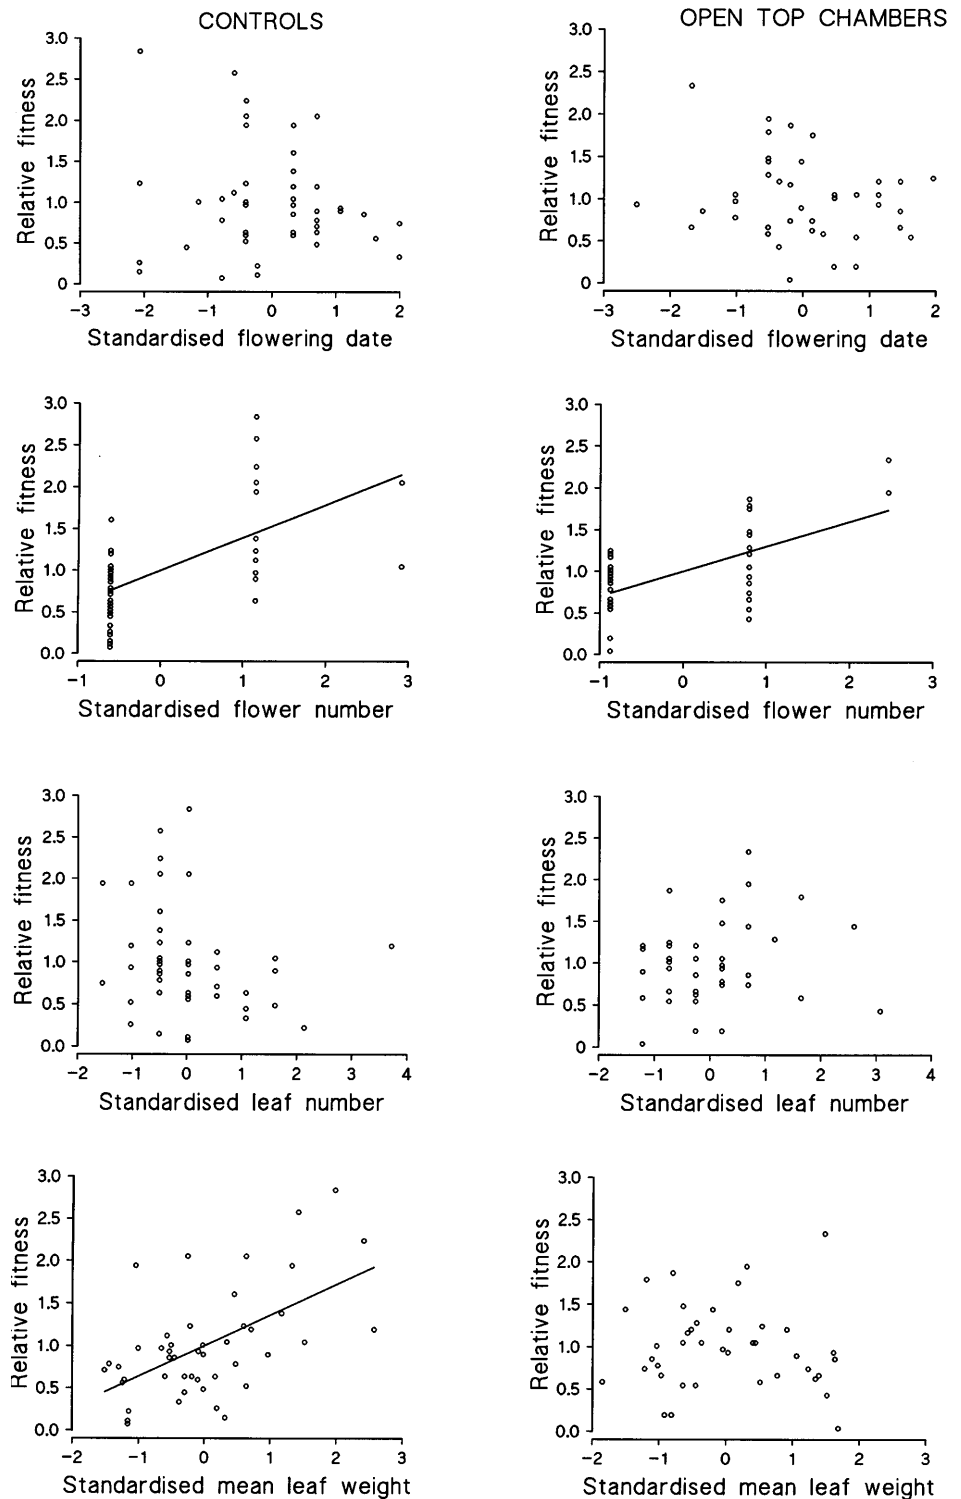 CONTROLS
OPEN TOP CHAMBERS
Relative fitness
3.0
2.5
2.0
1.5
1.0
0.5
0
−3 −2 −1 0 1 2
Standardised flowering date
Relative fitness
3.0
2.5
2.0
1.5
1.0
0.5
0
−3 −2 −1 0 1 2
Standardised flowering date
Relative fitness
3.0
2.5
2.0
1.5
1.0
0.5
0.0
−1 0 1 2 3
Standardised flower number
Relative fitness
3.0
2.5
2.0
1.5
1.0
0.5
0.0
−1 0 1 2 3
Standardised flower number
Relative fitness
3.0
2.5
2.0
1.5
1.0
0.5
0.0
−2 −1 0 1 2 3 4
Standardised leaf number
Relative fitness
3.0
2.5
2.0
1.5
1.0
0.5
0
−2 −1 0 1 2 3 4
Standardised leaf number
Relative fitness
3.0
2.5
2.0
1.5
1.0
0.5
0.0
−2 −1 0 1 2 3
Standardised mean leaf weight
Relative fitness
3.0
2.5
2.0
1.5
1.0
0.5
0.0
−2 −1 0 1 2 3
Standardised mean leaf weight